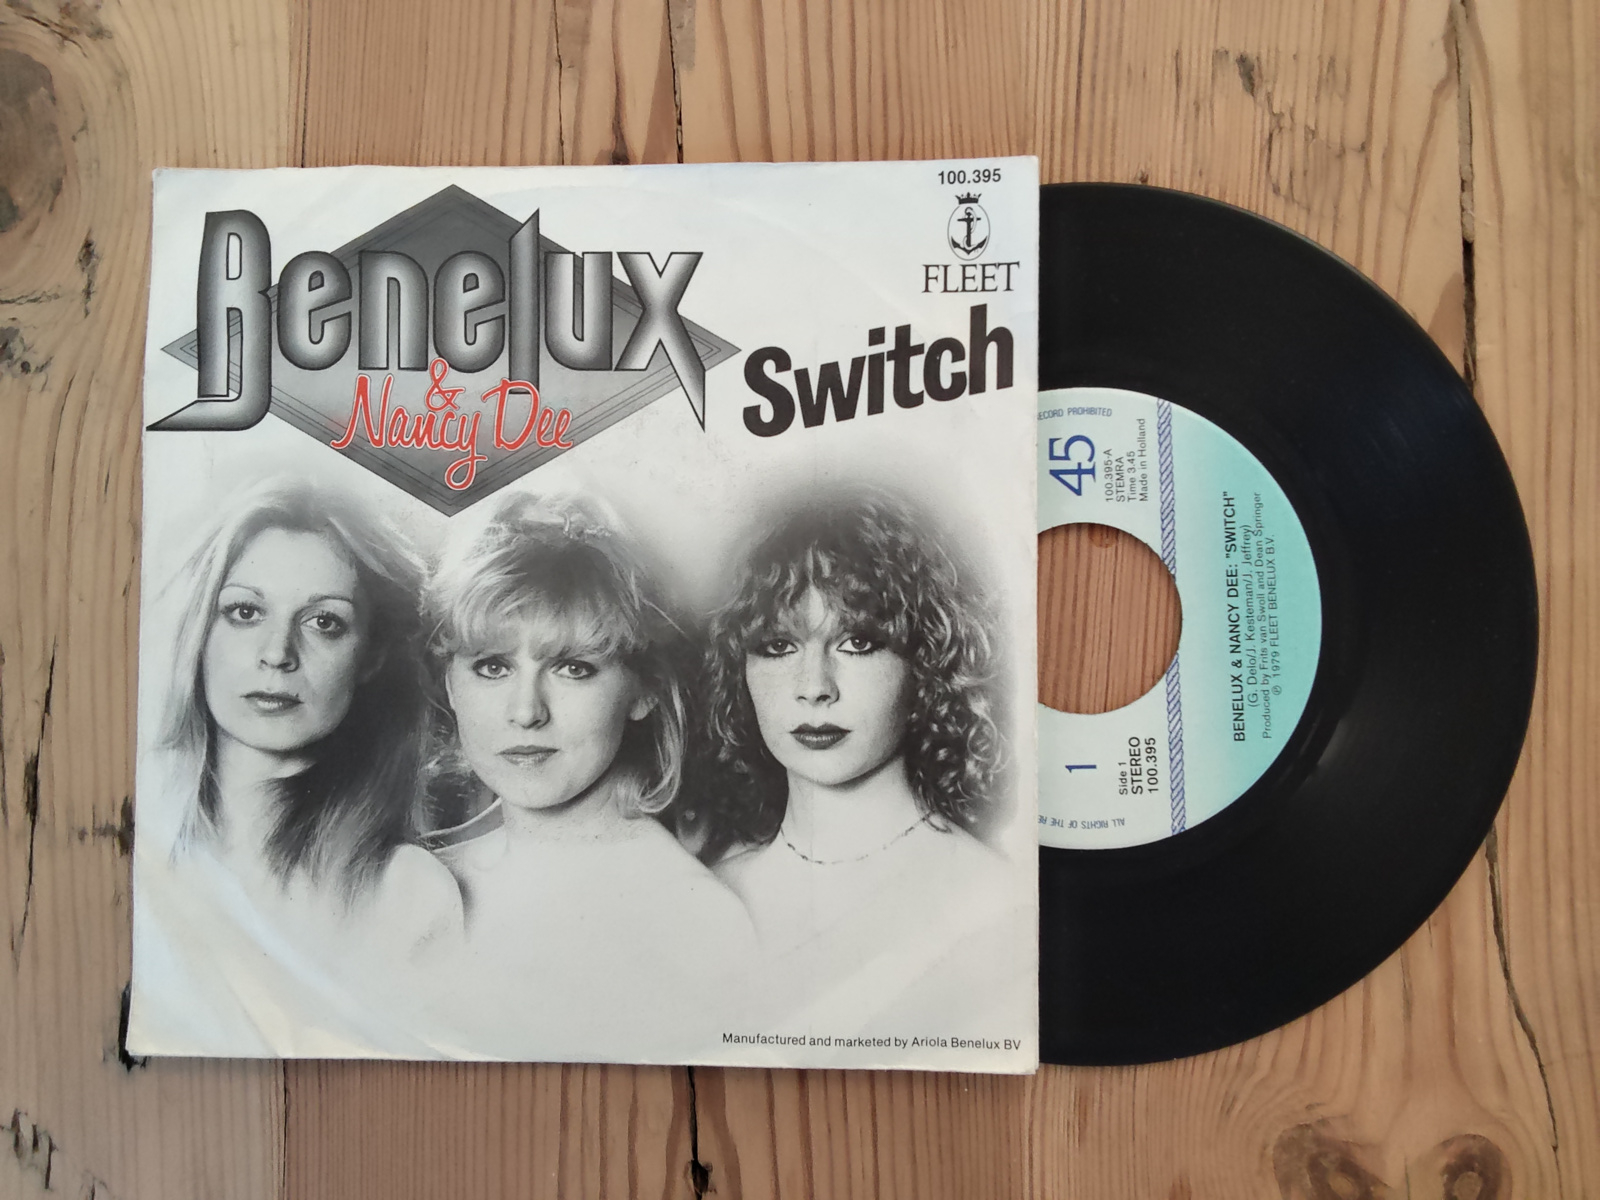 100.395
FLEET
Benelux
& Nancy Dee
Switch
Manufactured and marketed by Ariola Benelux BV
ECORD PROHIBITED
45
100.395-A
STEMRA
Time 3.45
Made in Holland
BENELUX & NANCY DEE: "SWITCH"
(G. Delo/J. Kesteman/J. Jeffrey)
Produced by Frits van Swoll and Dean Springer
℗ 1979 FLEET BENELUX B.V.
1
Side 1
STEREO
100.395
ALL RIGHTS OF THE RE